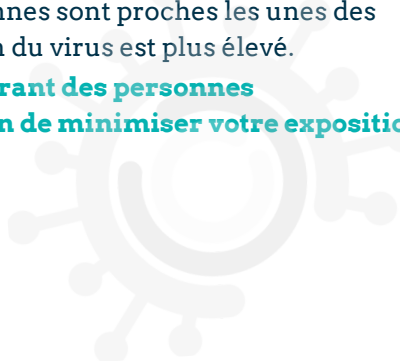 nnes sont proches les unes des
n du virus est plus élevé.
rant des personnes
n de minimiser votre expositio